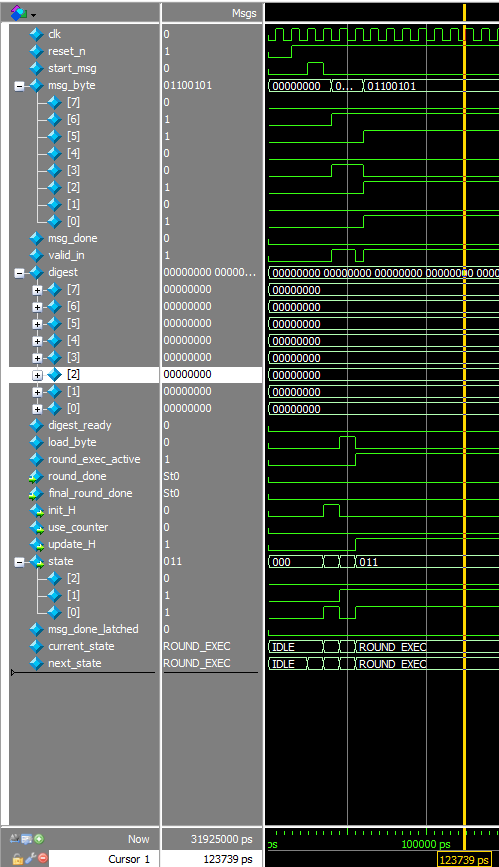 Msgs
clk 0
reset_n 1
start_msg 0
msg_byte 01100101 00000000 0... 01100101
[7] 0
[6] 1
[5] 1
[4] 0
[3] 0
[2] 1
[1] 0
[0] 1
msg_done 0
valid_in 1
digest 00000000 00000... 00000000 00000000 00000000 00000000 0000
[7] 00000000 00000000
[6] 00000000 00000000
[5] 00000000 00000000
[4] 00000000 00000000
[3] 00000000 00000000
[2] 00000000 00000000
[1] 00000000 00000000
[0] 00000000 00000000
digest_ready 0
load_byte 0
round_exec_active 1
round_done St0
final_round_done St0
init_H 0
use_counter 0
update_H 1
state 011 000 011
[2] 0
[1] 1
[0] 1
msg_done_latched 0
current_state ROUND_EXEC IDLE ROUND_EXEC
next_state ROUND_EXEC IDLE ROUND_EXEC
Now 31925000 ps ps 100000 ps
Cursor 1 123739 ps 123739 ps